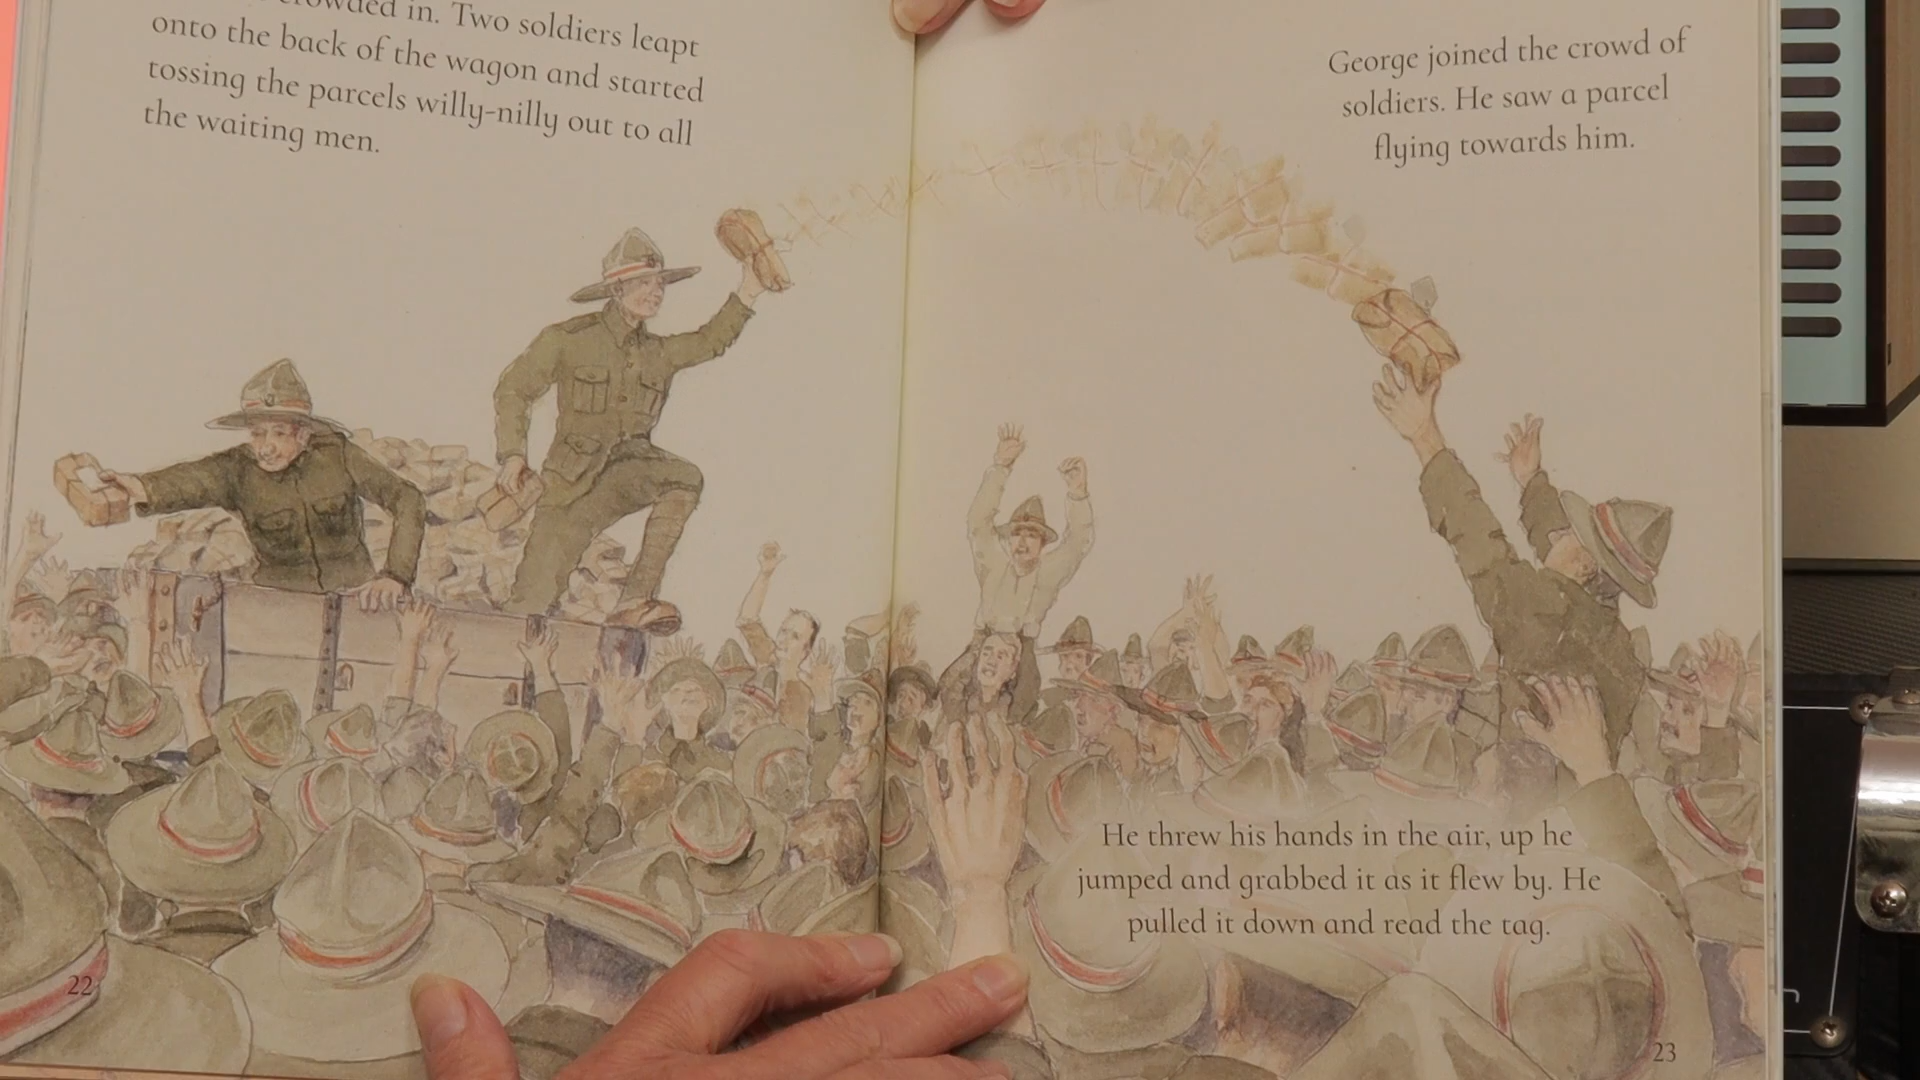 crowded in. Two soldiers leapt
onto the back of the wagon and started
tossing the parcels willy-nilly out to all
the waiting men.
George joined the crowd of
soldiers. He saw a parcel
flying towards him.
He threw his hands in the air, up he
jumped and grabbed it as it flew by. He
pulled it down and read the tag.
22
23